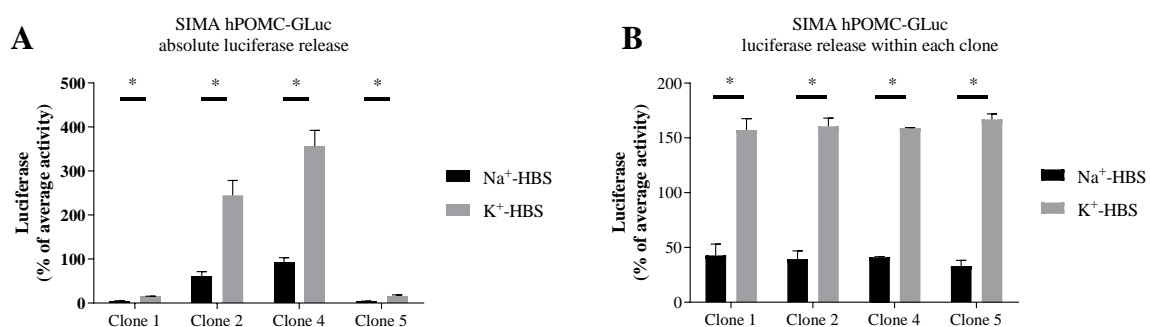 A
SIMA hPOMC-GLuc
absolute luciferase release
Luciferase
(% of average activity)
500
400
300
200
100
0
*
*
*
*
Clone 1
Clone 2
Clone 4
Clone 5
Na⁺-HBS
K⁺-HBS
B
SIMA hPOMC-GLuc
luciferase release within each clone
Luciferase
(% of average activity)
200
150
100
50
0
*
*
*
*
Clone 1
Clone 2
Clone 4
Clone 5
Na⁺-HBS
K⁺-HBS